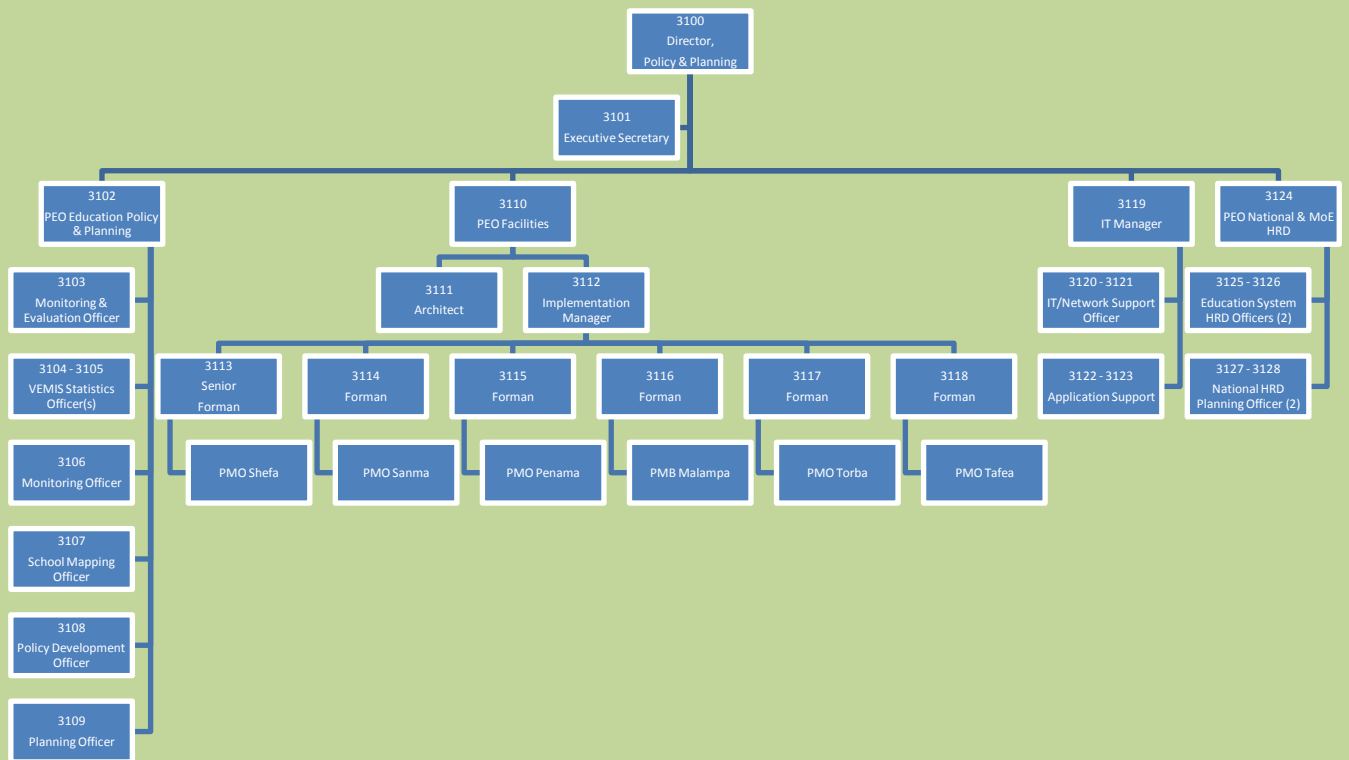 3100
Director,
Policy & Planning
3101
Executive Secretary
3102
PEO Education Policy
& Planning
3110
PEO Facilities
3119
IT Manager
3124
PEO National & MoE
HRD
3103
Monitoring &
Evaluation Officer
3111
Architect
3112
Implementation
Manager
3120 - 3121
IT/Network Support
Officer
3125 - 3126
Education System
HRD Officers (2)
3104 - 3105
VEMIS Statistics
Officer(s)
3113
Senior
Forman
3114
Forman
3115
Forman
3116
Forman
3117
Forman
3118
Forman
3122 - 3123
Application Support
3127 - 3128
National HRD
Planning Officer (2)
3106
Monitoring Officer
PMO Shefa
PMO Sanma
PMO Penama
PMB Malampa
PMO Torba
PMO Tafea
3107
School Mapping
Officer
3108
Policy Development
Officer
3109
Planning Officer